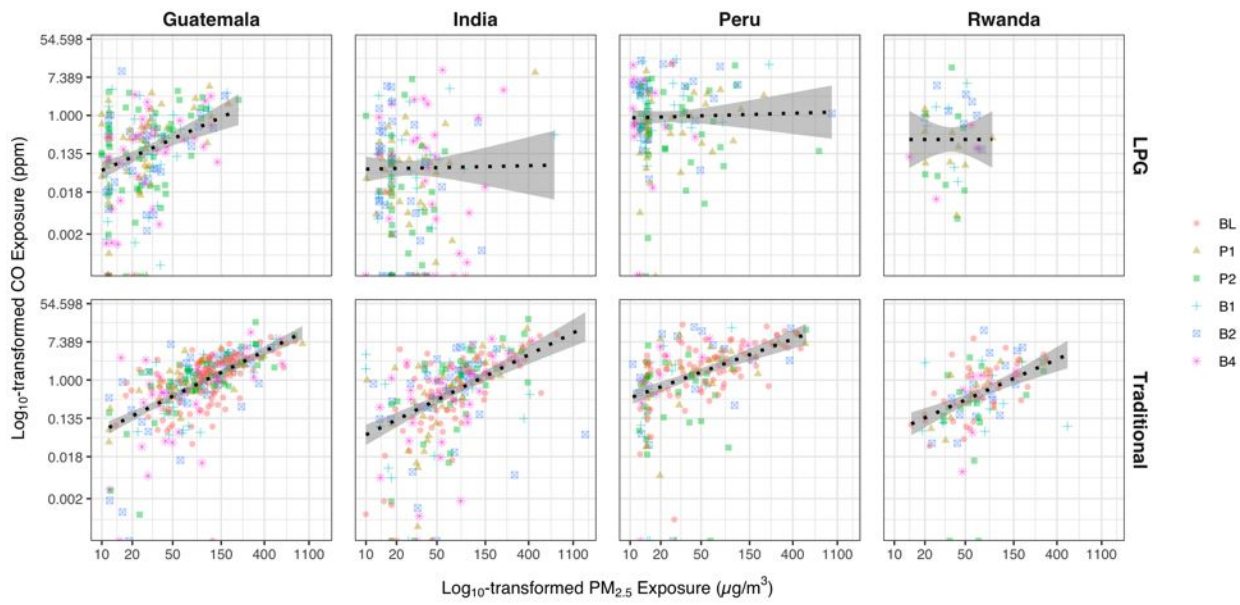 Guatemala India Peru Rwanda
54.598
7.389
1.000
0.135
0.018
0.002
LPG
54.598
7.389
1.000
0.135
0.018
0.002
Traditional
Log10-transformed CO Exposure (ppm)
10 20 50 150 400 1100 10 20 50 150 400 1100 10 20 50 150 400 1100 10 20 50 150 400 1100
Log10-transformed PM2.5 Exposure (µg/m³)
BL
P1
P2
B1
B2
B4